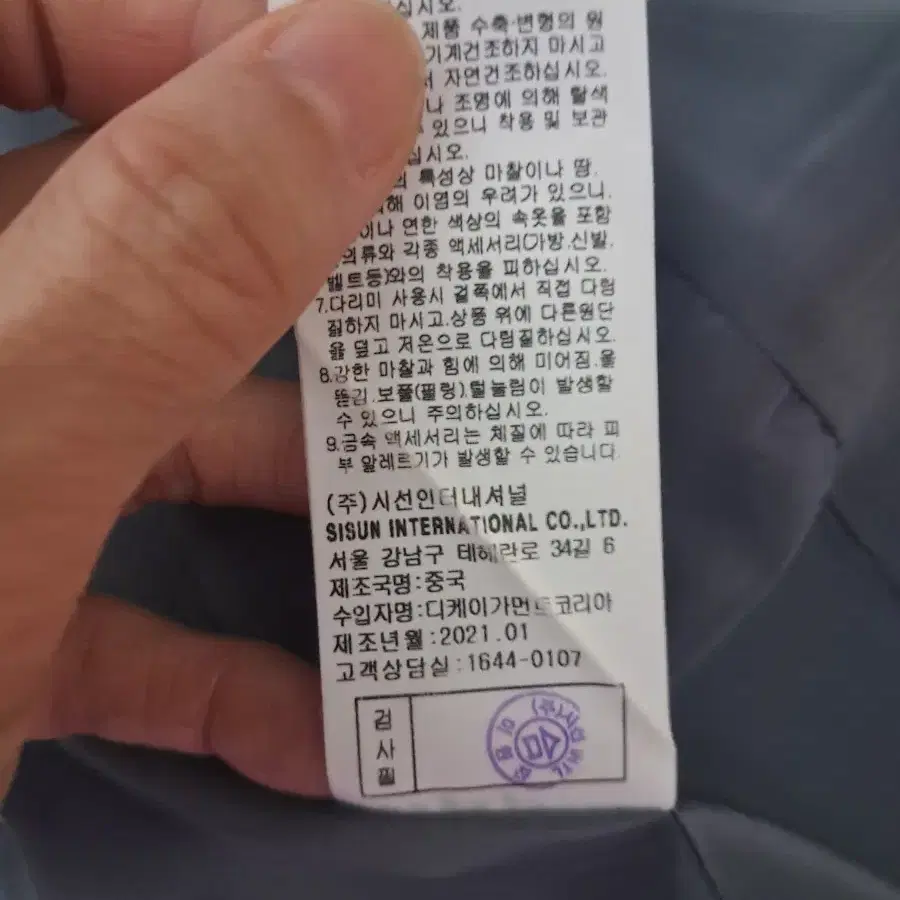 십시오.
제품 수축·변형의 원
기계건조하지 마시고
자연건조하십시오.
나 조명에 의해 탈색
있으니 착용 및 보관
십시오.
특성상 마찰이나 땀.
해 이염의 우려가 있으니.
이나 연한 색상의 속옷을 포함
의류와 각종 액세서리(가방.신발.
벨트등)와의 착용을 피하십시오.
7.다리미 사용시 겉쪽에서 직접 다림
질하지 마시고.상품 위에 다른원단
을 덮고 저온으로 다림질하십시오.
8.강한 마찰과 힘에 의해 미어짐.올
뜯김.보풀(필링).털눌림이 발생할
수 있으니 주의하십시오.
9.금속 액세서리는 체질에 따라 피
부 알레르기가 발생할 수 있습니다.
(주)시선인터내셔널
SISUN INTERNATIONAL CO.,LTD.
서울 강남구 테헤란로 34길 6
제조국명:중국
수입자명:디케이가먼트코리아
제조년월:2021.01
고객상담실:1644-0107
검사필